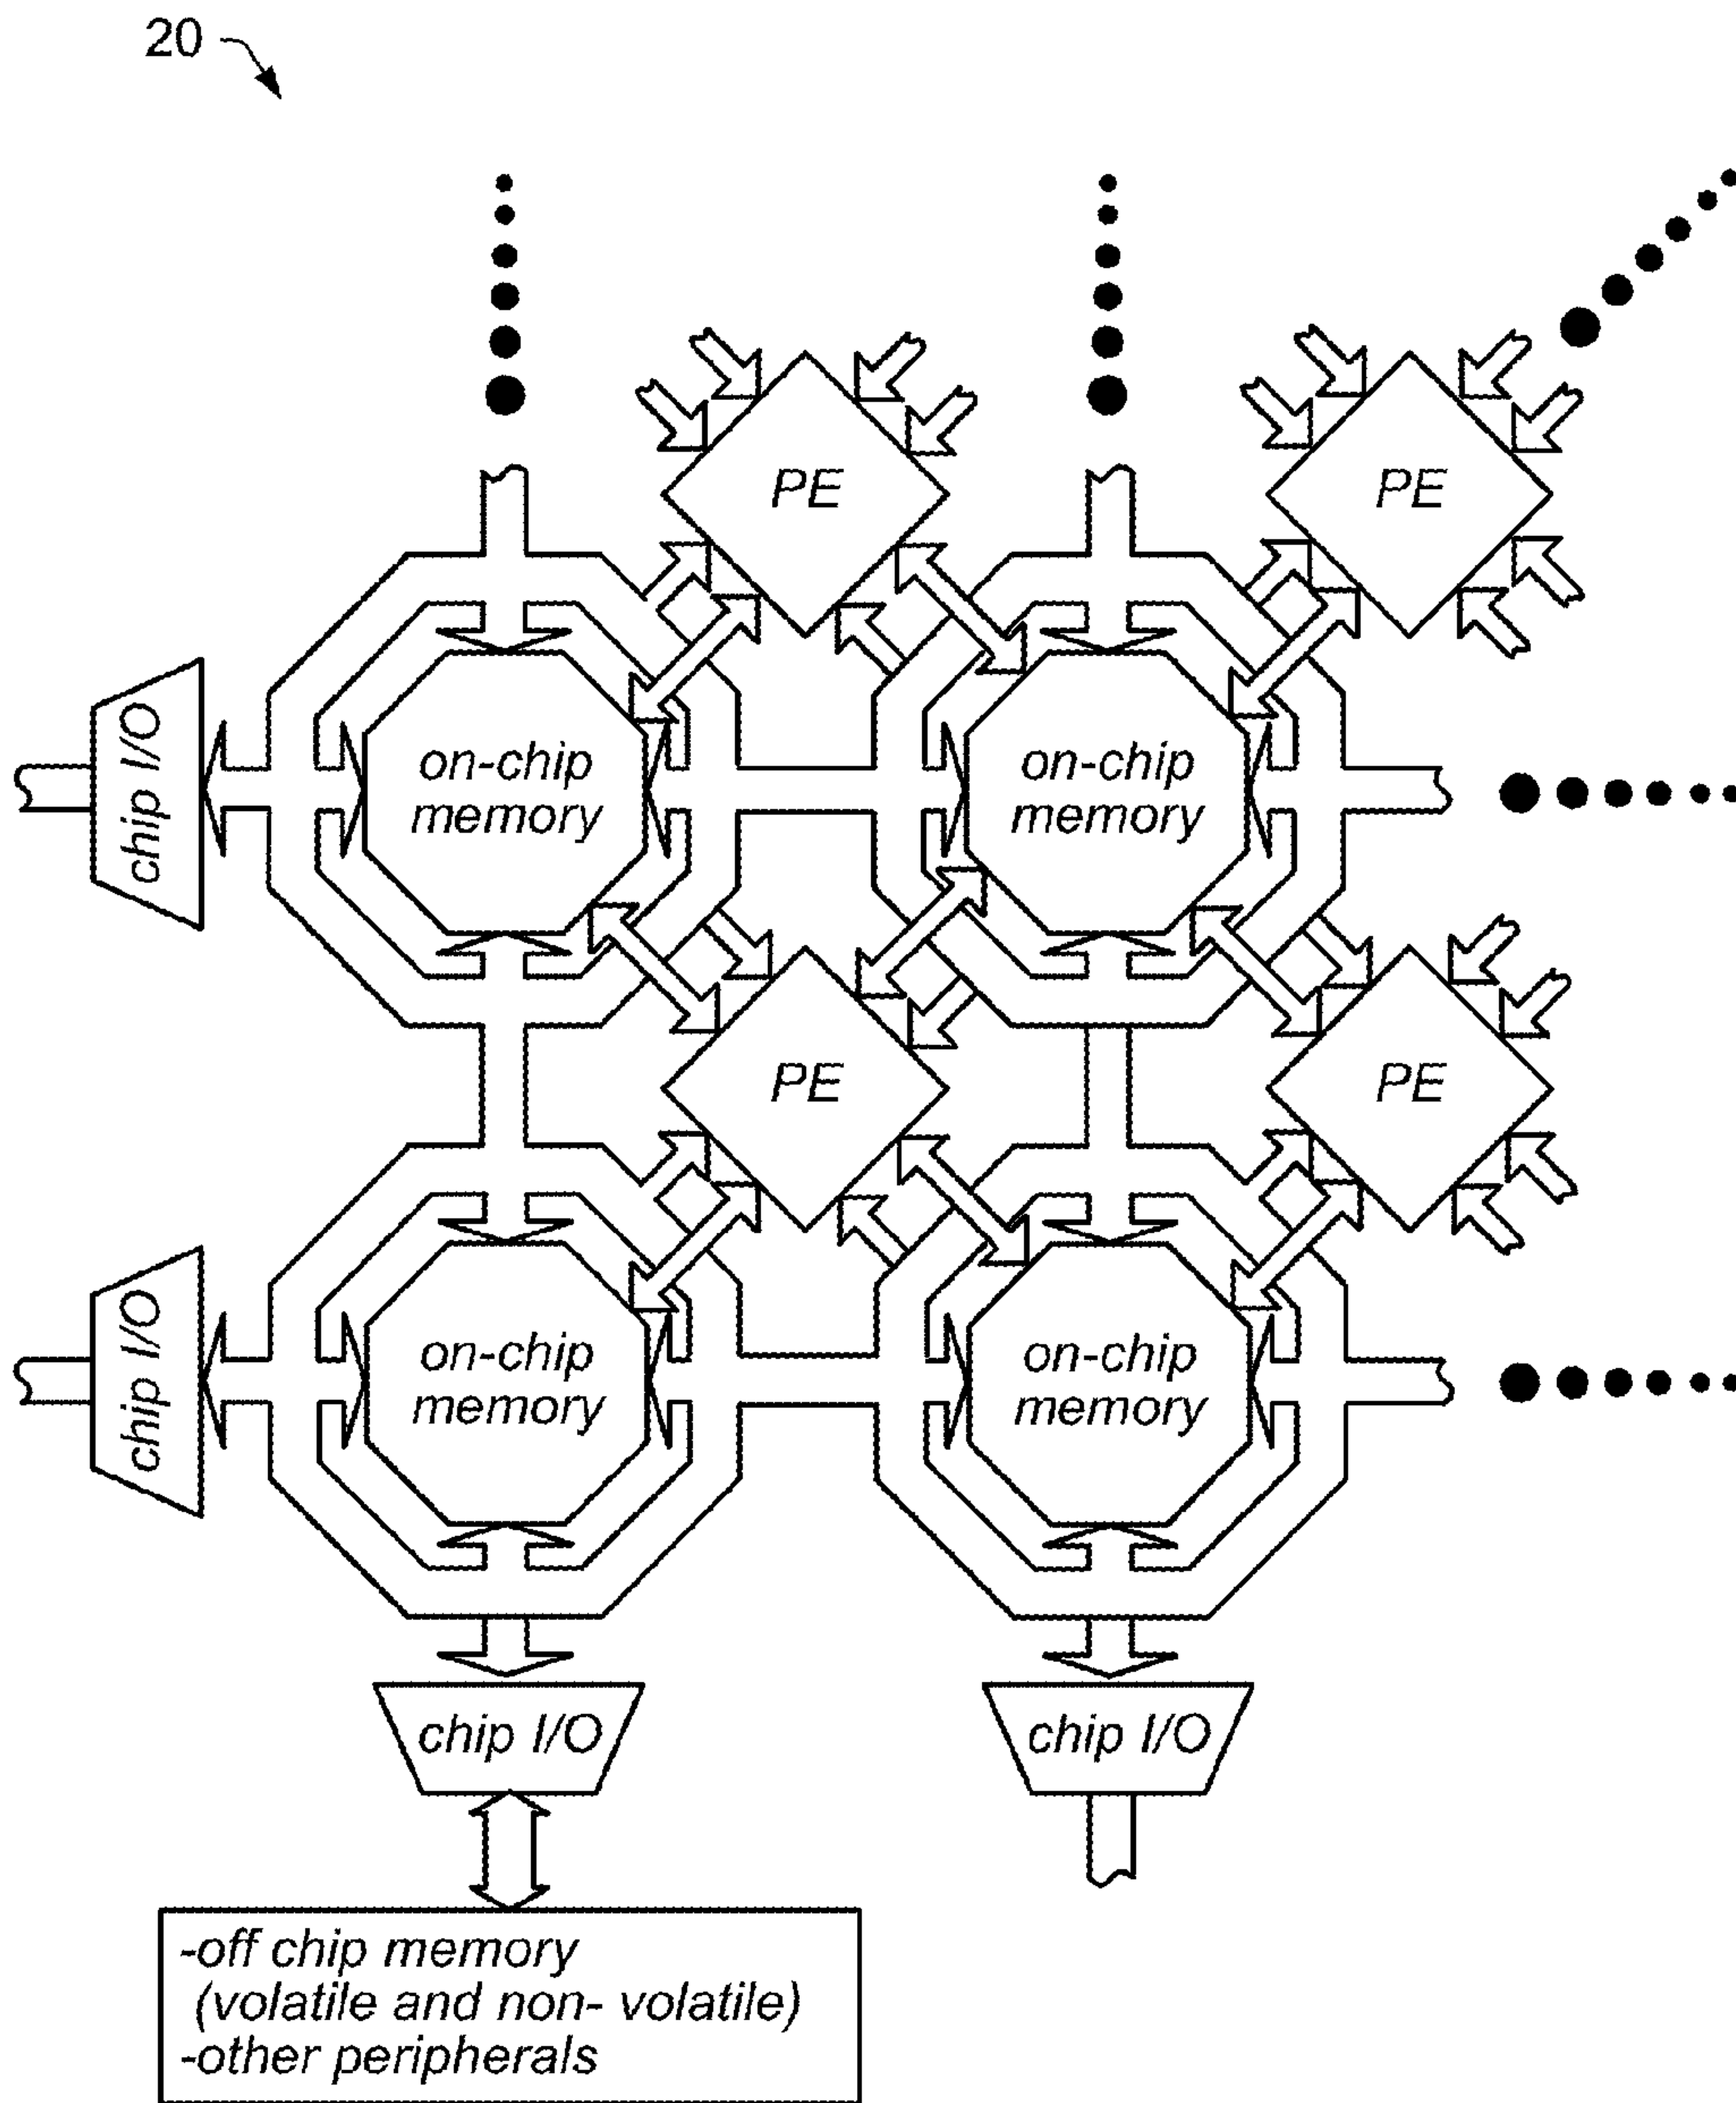 20
PE
PE
chip I/O
on-chip
memory
on-chip
memory
PE
PE
chip I/O
on-chip
memory
on-chip
memory
chip I/O
chip I/O
-off chip memory
(volatile and non- volatile)
-other peripherals